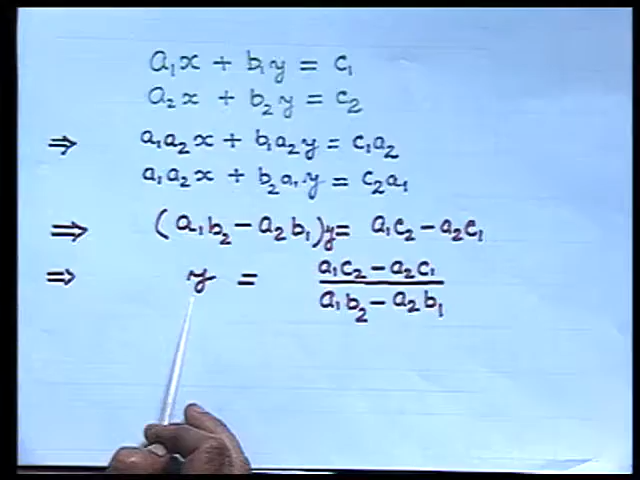 a₁x + b₁y = c₁
a₂x + b₂y = c₂
⇒ a₁a₂x + b₁a₂y = c₁a₂
a₁a₂x + b₂a₁y = c₂a₁
⇒ (a₁b₂ − a₂b₁)y = a₁c₂ − a₂c₁
⇒ y = (a₁c₂ − a₂c₁) / (a₁b₂ − a₂b₁)